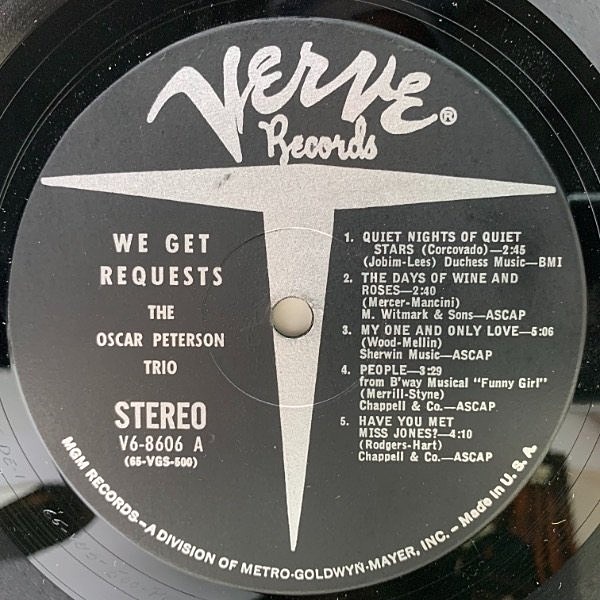 VERVE®
Records
WE GET
REQUESTS
THE
OSCAR PETERSON
TRIO
STEREO
V6-8606 A
(65-VGS-500)
1. QUIET NIGHTS OF QUIET
STARS (Corcovado)—2:45
(Jobim-Lees) Duchess Music—BMI
2. THE DAYS OF WINE AND
ROSES—2:40
(Mercer-Mancini)
M. Witmark & Sons—ASCAP
3. MY ONE AND ONLY LOVE—5:06
(Wood-Mellin)
Sherwin Music—ASCAP
4. PEOPLE—3:29
from B'way Musical "Funny Girl"
(Merrill-Styne)
Chappell & Co.—ASCAP
5. HAVE YOU MET
MISS JONES?—4:10
(Rodgers-Hart)
Chappell & Co.—ASCAP
MGM RECORDS—A DIVISION OF METRO-GOLDWYN-MAYER, INC. – Made in U.S.A.